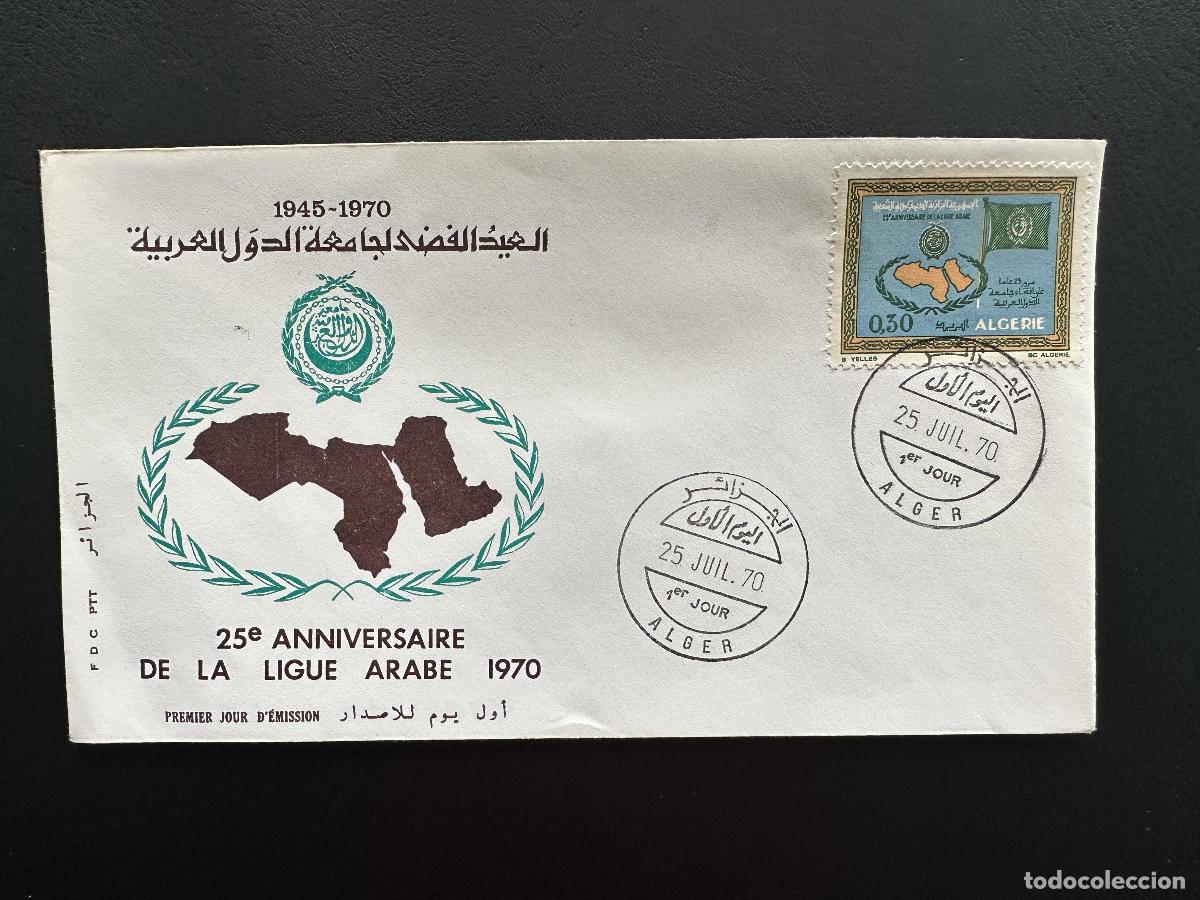 1945-1970
العيد الفضي لجامعة الدول العربية
25e ANNIVERSAIRE
DE LA LIGUE ARABE 1970
PREMIER JOUR D'ÉMISSION أول يوم للاصدار
F D C PTT الجزائر
25e ANNIVERSAIRE DE LA LIGUE ARABE
0,30 ALGERIE
B YELLES BC ALGERIE
الجزائر
اليوم الأول
25. JUIL. 70
1er JOUR
ALGER
الجزائر
اليوم الأول
25. JUIL. 70
1er JOUR
ALGER
todocoleccion